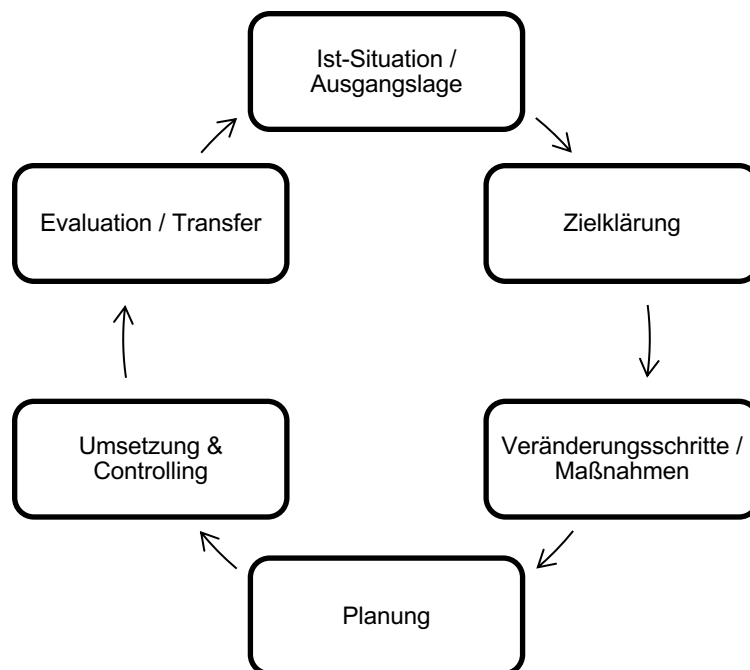 Ist-Situation /
Ausgangslage
Zielklärung
Veränderungsschritte /
Maßnahmen
Planung
Umsetzung &
Controlling
Evaluation / Transfer